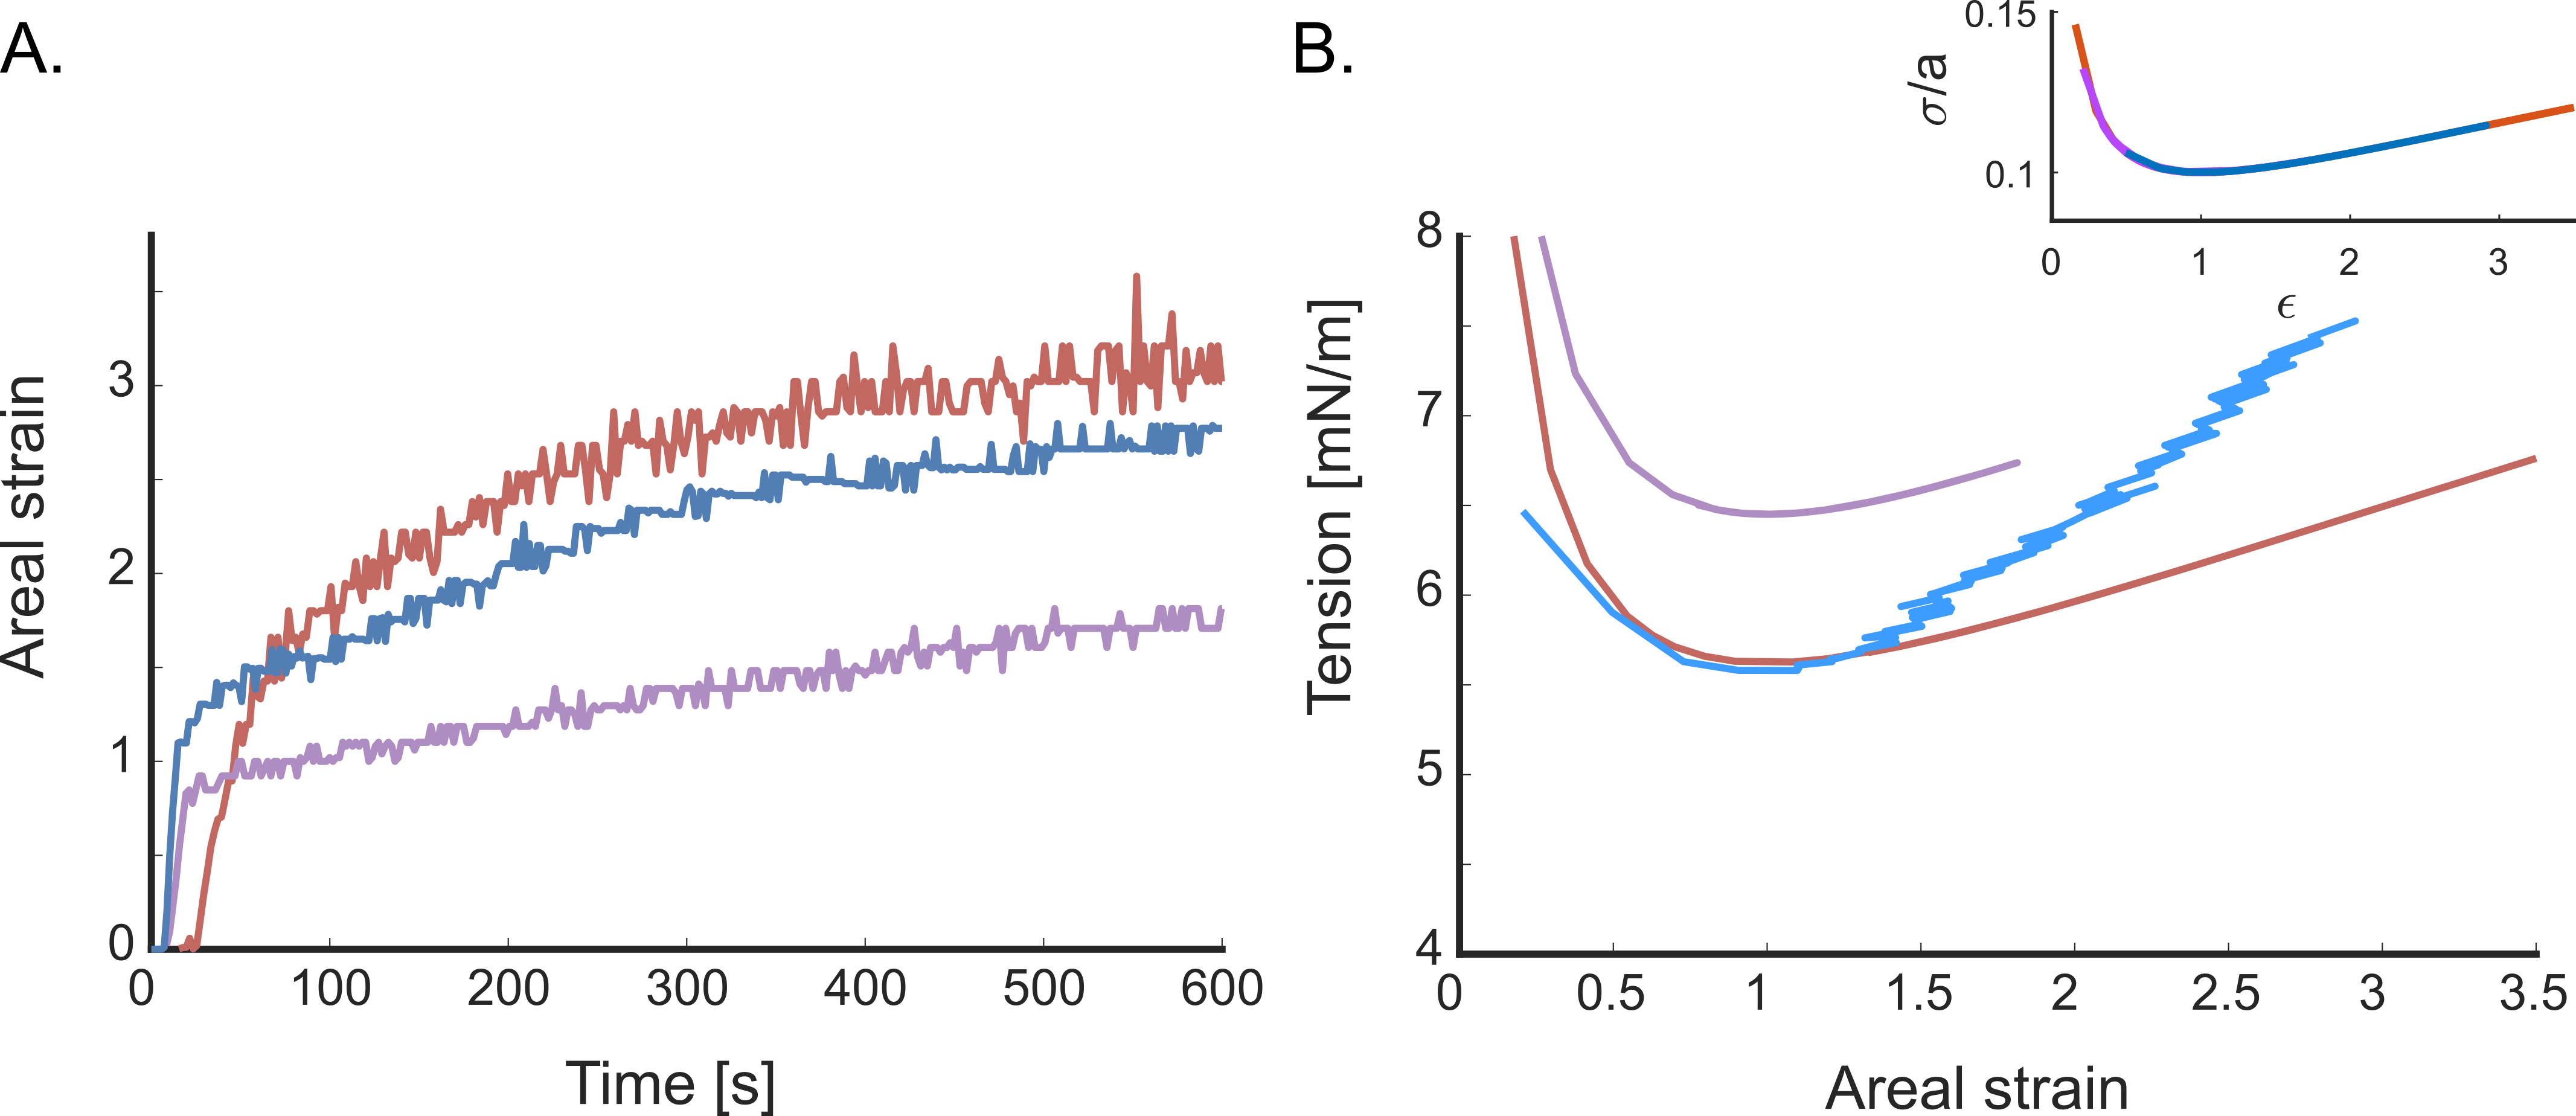 A.
Areal strain
3
2
1
0
0 100 200 300 400 500 600
Time [s]
B.
σ/a
0.15
0.1
0 1 2 3
ϵ
Tension [mN/m]
8
7
6
5
4
0 0.5 1 1.5 2 2.5 3 3.5
Areal strain